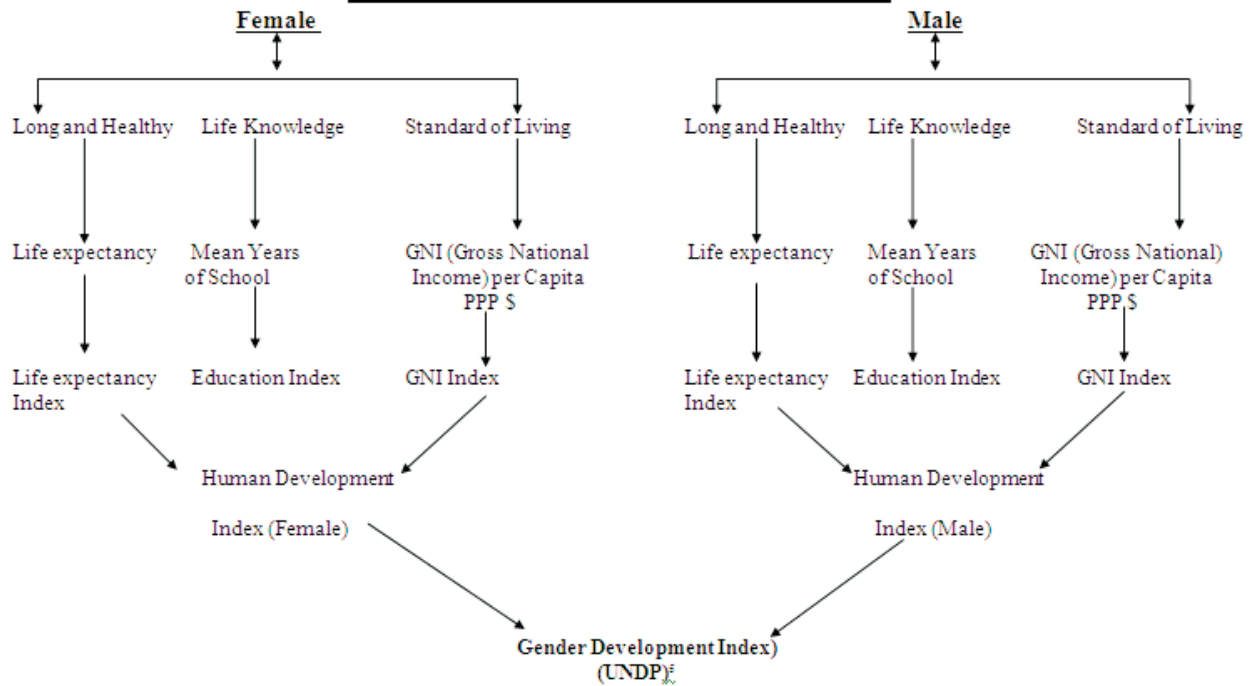 Female
Male
Long and Healthy
Life Knowledge
Standard of Living
Long and Healthy
Life Knowledge
Standard of Living
Life expectancy
Mean Years
of School
GNI (Gross National
Income) per Capita
PPP $
Life expectancy
Mean Years
of School
GNI (Gross National)
Income) per Capita
PPP $
Life expectancy
Index
Education Index
GNI Index
Life expectancy
Index
Education Index
GNI Index
Human Development
Index (Female)
Human Development
Index (Male)
Gender Development Index)
(UNDP)